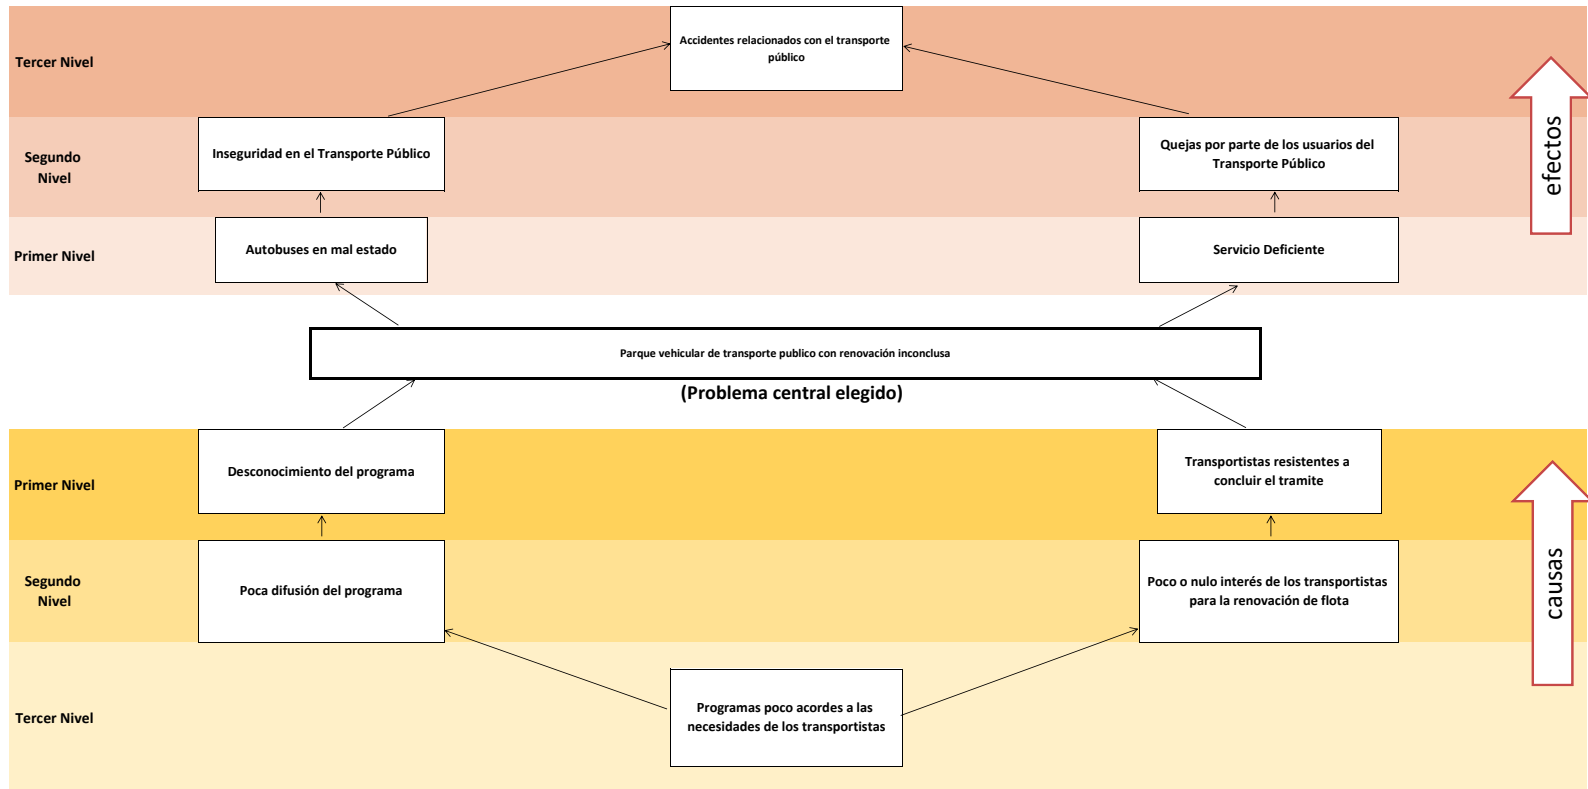 Accidentes relacionados con el transporte
público
Tercer Nivel
Inseguridad en el Transporte Público
Quejas por parte de los usuarios del
Transporte Público
Segundo
Nivel
efectos
Autobuses en mal estado
Servicio Deficiente
Primer Nivel
Parque vehicular de transporte publico con renovación inconclusa
(Problema central elegido)
Desconocimiento del programa
Transportistas resistentes a
concluir el tramite
Primer Nivel
Poca difusión del programa
Poco o nulo interés de los transportistas
para la renovación de flota
Segundo
Nivel
causas
Programas poco acordes a las
necesidades de los transportistas
Tercer Nivel